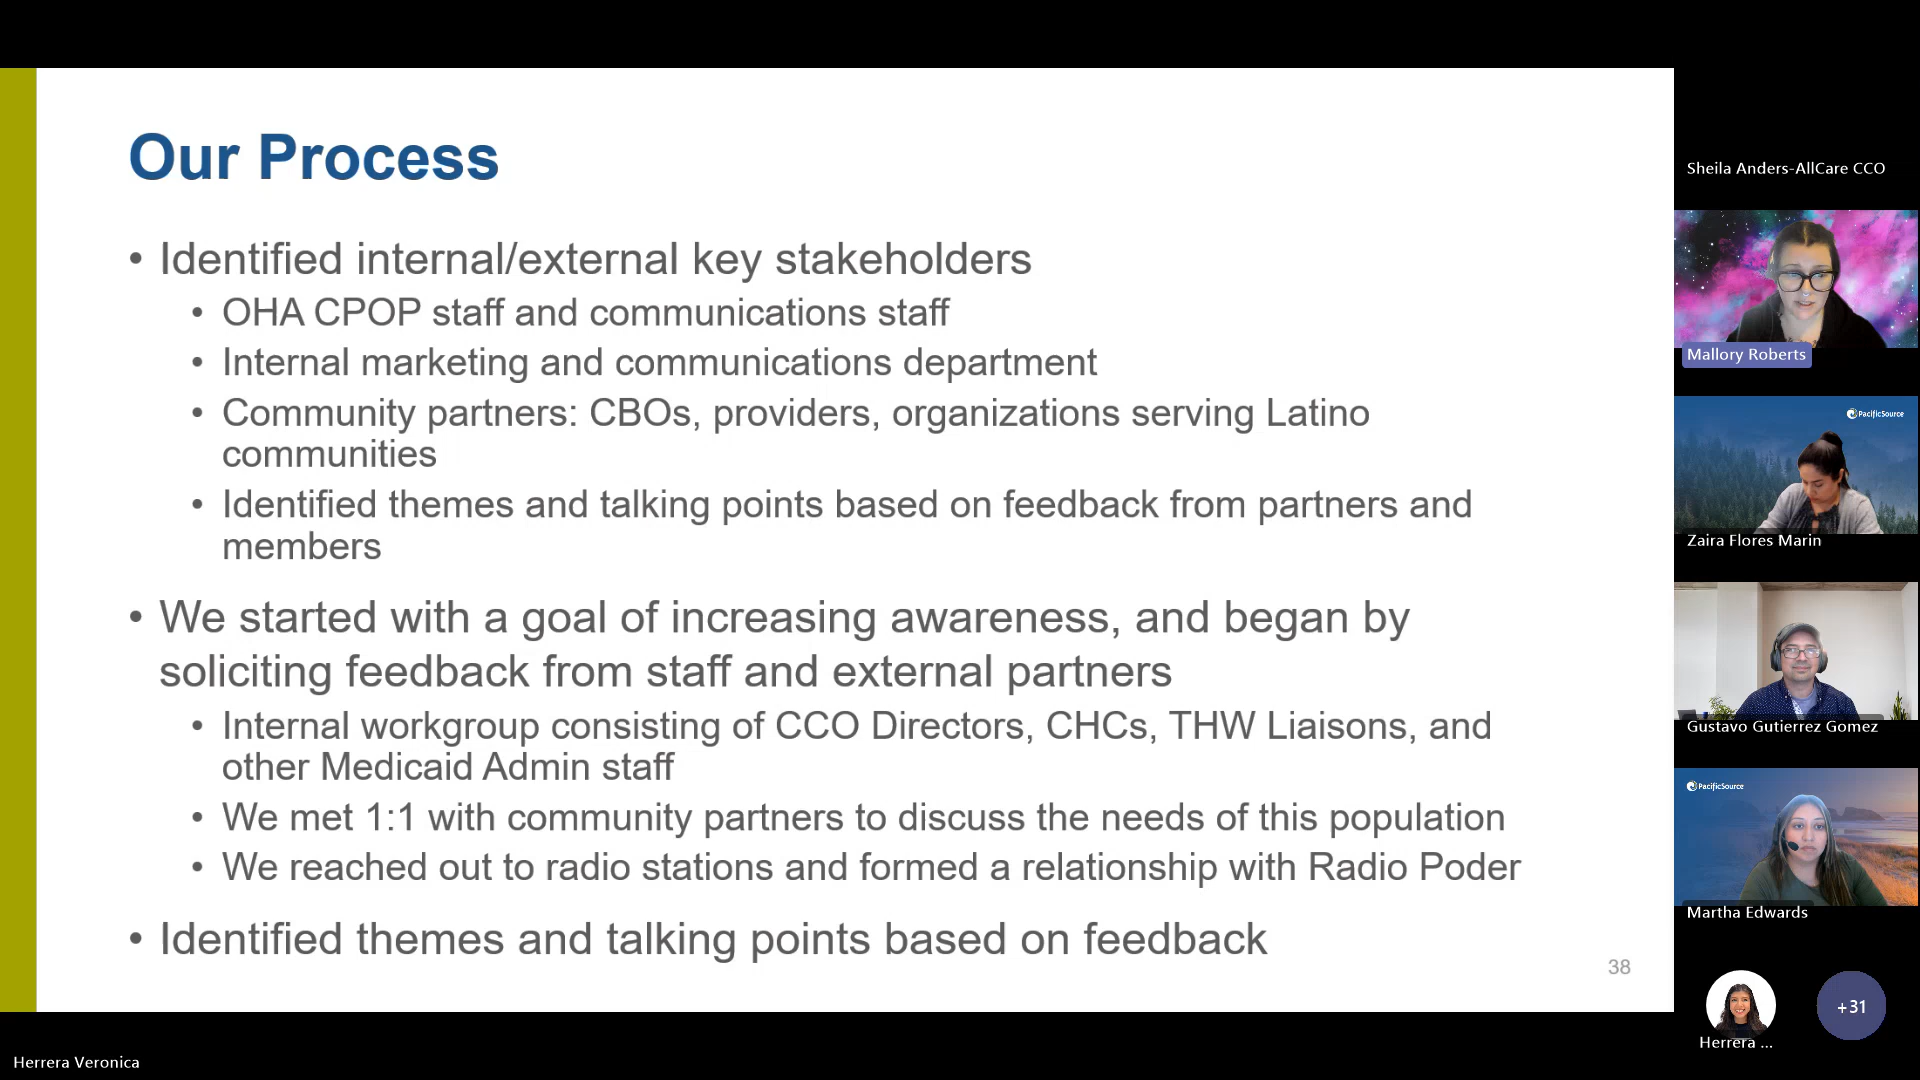 Our Process
• Identified internal/external key stakeholders
• OHA CPOP staff and communications staff
• Internal marketing and communications department
• Community partners: CBOs, providers, organizations serving Latino
communities
• Identified themes and talking points based on feedback from partners and
members
• We started with a goal of increasing awareness, and began by
soliciting feedback from staff and external partners
• Internal workgroup consisting of CCO Directors, CHCs, THW Liaisons, and
other Medicaid Admin staff
• We met 1:1 with community partners to discuss the needs of this population
• We reached out to radio stations and formed a relationship with Radio Poder
• Identified themes and talking points based on feedback
38
Sheila Anders-AllCare CCO
Mallory Roberts
PacificSource
Zaira Flores Marin
Gustavo Gutierrez Gomez
PacificSource
Martha Edwards
Herrera ...
+31
Herrera Veronica